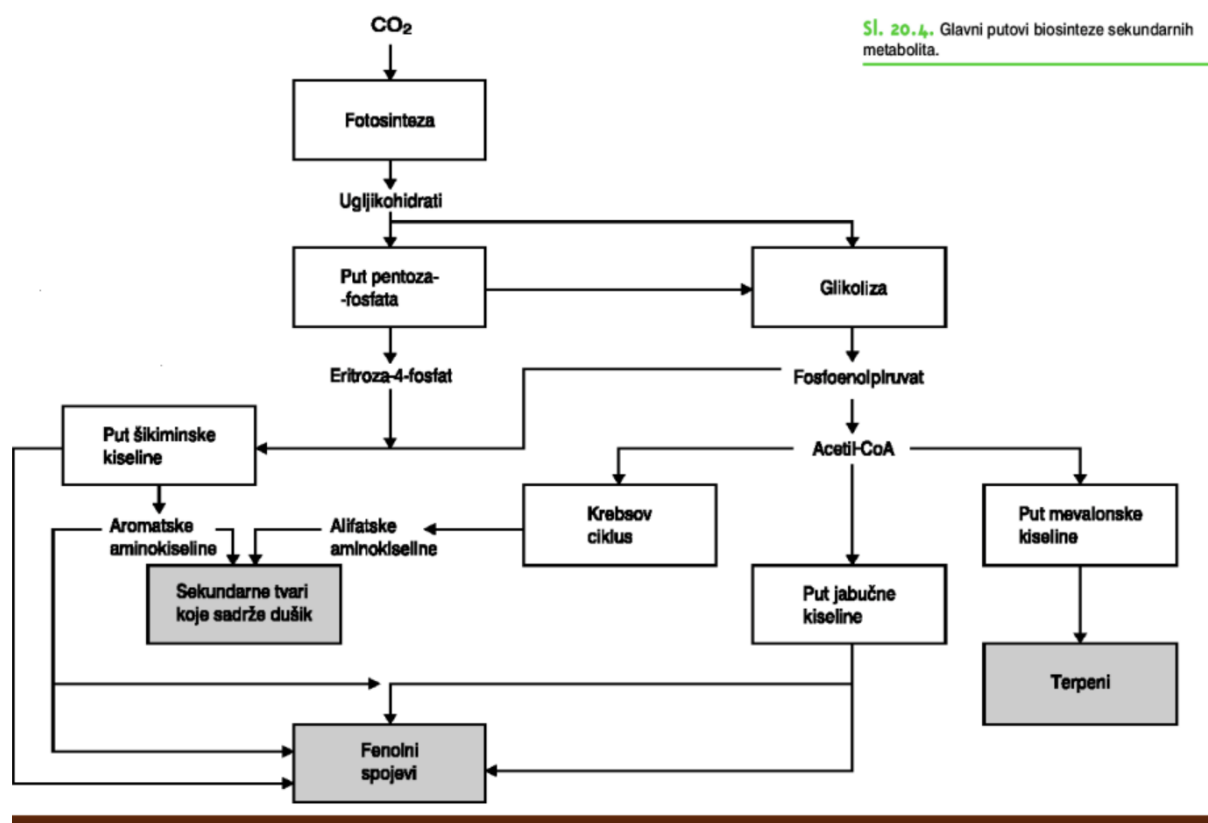 CO₂
Sl. 20.4. Glavni putovi biosinteze sekundarnih
metabolita.
Fotosinteza
Ugljikohidrati
Put pentoza-
-fosfata
Glikoliza
Eritroza-4-fosfat
Fosfoenolpiruvat
Put šikiminske
kiseline
Acetil-CoA
Aromatske
aminokiseline
Alifatske
aminokiseline
Krebsov
ciklus
Put mevalonske
kiseline
Sekundarne tvari
koje sadrže dušik
Put jabučne
kiseline
Terpeni
Fenolni
spojevi